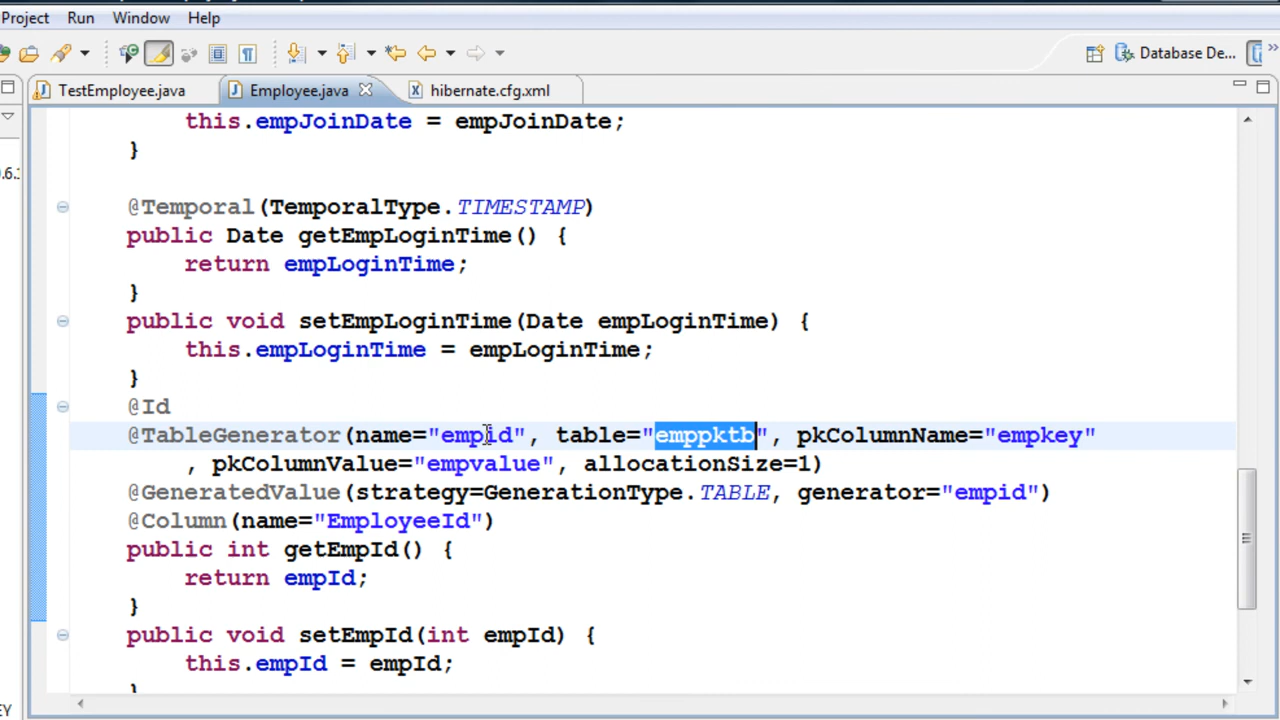 Project Run Window Help
Database De...
TestEmployee.java Employee.java hibernate.cfg.xml
this.empJoinDate = empJoinDate;
}
@Temporal(TemporalType.TIMESTAMP)
public Date getEmpLoginTime() {
return empLoginTime;
}
public void setEmpLoginTime(Date empLoginTime) {
this.empLoginTime = empLoginTime;
}
@Id
@TableGenerator(name="empid", table="emppktb", pkColumnName="empkey"
, pkColumnValue="empvalue", allocationSize=1)
@GeneratedValue(strategy=GenerationType.TABLE, generator="empid")
@Column(name="EmployeeId")
public int getEmpId() {
return empId;
}
public void setEmpId(int empId) {
this.empId = empId;